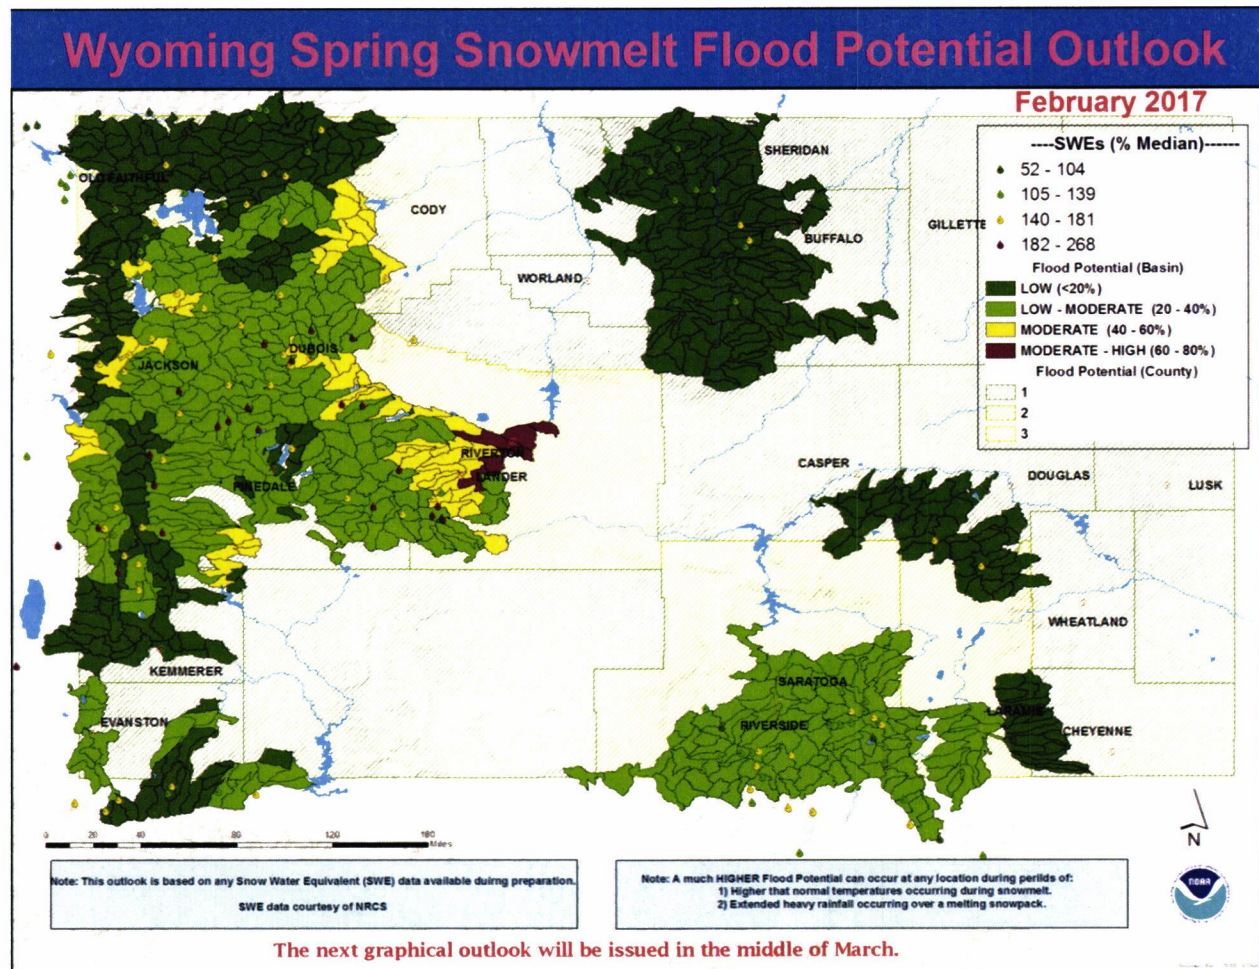 Wyoming Spring Snowmelt Flood Potential Outlook
February 2017
----SWEs (% Median)------
52 - 104
105 - 139
140 - 181
182 - 268
Flood Potential (Basin)
LOW (<20%)
LOW - MODERATE (20 - 40%)
MODERATE (40 - 60%)
MODERATE - HIGH (60 - 80%)
Flood Potential (County)
1
2
3
SHERIDAN
OLD FAITHFUL
CODY
GILLETTE
BUFFALO
WORLAND
DUBOIS
JACKSON
RIVERTON
CASPER
LANDER
DOUGLAS
PINEDALE
LUSK
WHEATLAND
KEMMERER
SARATOGA
LARAMIE
EVANSTON
RIVERSIDE
CHEYENNE
0 20 40 80 120 160
Miles
N
NOAA
Note: This outlook is based on any Snow Water Equivalent (SWE) data available duirng preparation.
SWE data courtesy of NRCS
Note: A much HIGHER Flood Potential can occur at any location during perilds of:
1) Higher that normal temperatures occurring during snowmelt.
2) Extended heavy rainfall occurring over a melting snowpack.
The next graphical outlook will be issued in the middle of March.